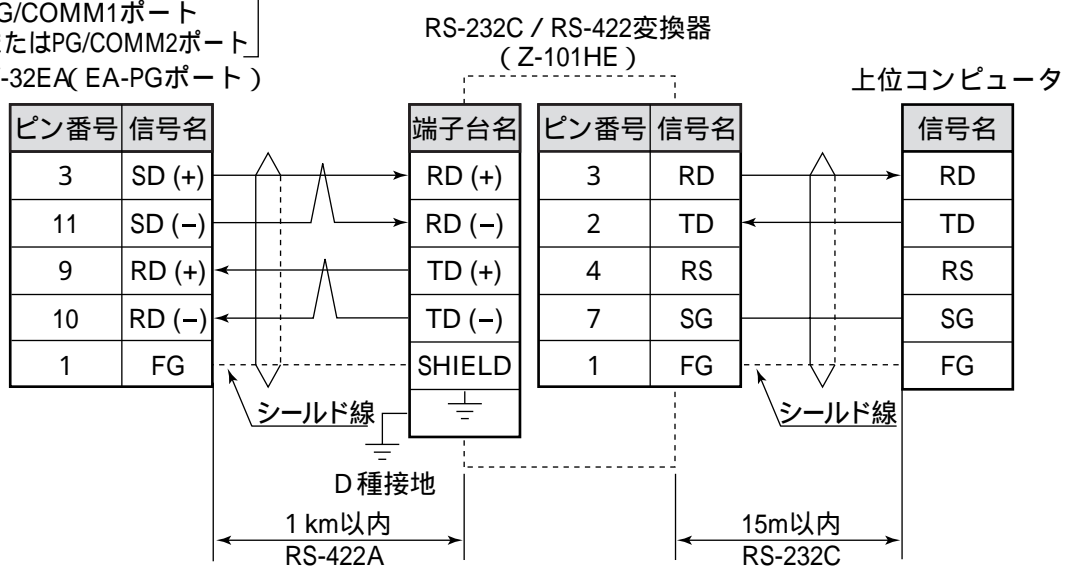 G/COMM1ポート
たはPG/COMM2ポート
-32EA(EA-PGポート)
RS-232C / RS-422変換器
(Z-101HE)
上位コンピュータ
ピン番号 信号名 端子台名 ピン番号 信号名 信号名
3 SD (+) RD (+) 3 RD RD
11 SD (−) RD (−) 2 TD TD
9 RD (+) TD (+) 4 RS RS
10 RD (−) TD (−) 7 SG SG
1 FG SHIELD 1 FG FG
シールド線 シールド線
D種接地
1 km以内 15m以内
RS-422A RS-232C